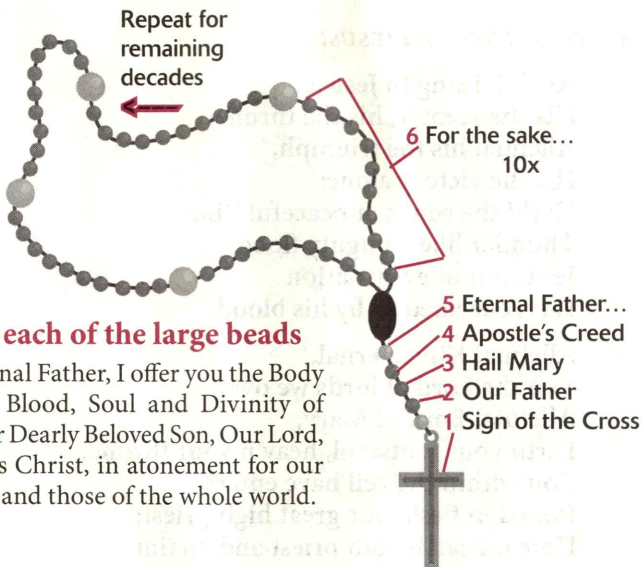 Repeat for
remaining
decades
6 For the sake...
10x
5 Eternal Father...
4 Apostle's Creed
3 Hail Mary
2 Our Father
1 Sign of the Cross
each of the large beads
nal Father, I offer you the Body
Blood, Soul and Divinity of
r Dearly Beloved Son, Our Lord,
s Christ, in atonement for our
and those of the whole world.